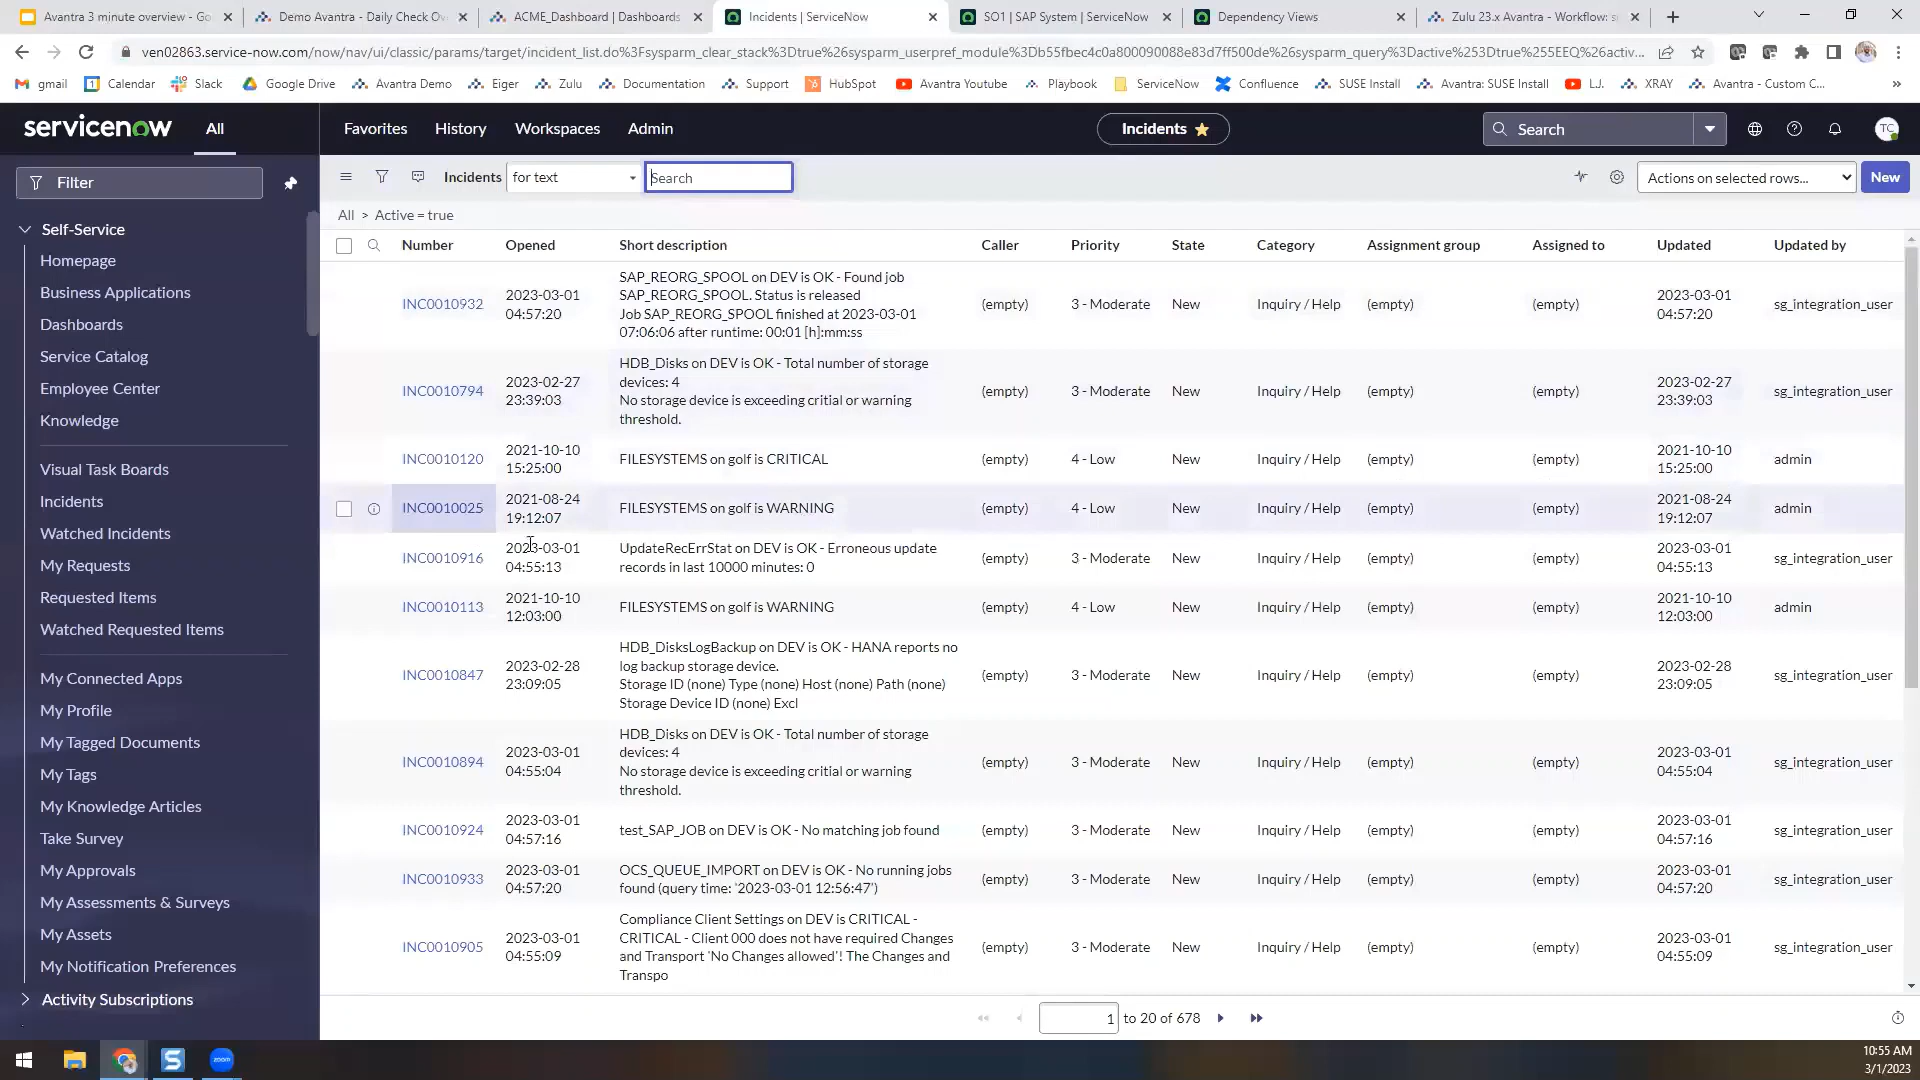 Avantra 3 minute overview - Go
Demo Avantra - Daily Check Ov
ACME_Dashboard | Dashboards
Incidents | ServiceNow
SO1 | SAP System | ServiceNow
Dependency Views
Zulu 23.x Avantra - Workflow: s
ven02863.service-now.com/now/nav/ui/classic/params/target/incident_list.do%3Fsysparm_clear_stack%3Dtrue%26sysparm_userpref_module%3Db55fbec4c0a800090088e83d7ff500de%26sysparm_query%3Dactive%253Dtrue%255EEQ%26activ...
gmail
Calendar
Slack
Google Drive
Avantra Demo
Eiger
Zulu
Documentation
Support
HubSpot
Avantra Youtube
Playbook
ServiceNow
Confluence
SUSE Install
Avantra: SUSE Install
L.J.
XRAY
Avantra - Custom C...
»
servicenow
All
Favorites
History
Workspaces
Admin
Incidents
Search
TC
Filter
Incidents
for text
Search
Actions on selected rows...
New
All > Active = true
Self-Service
Homepage
Business Applications
Dashboards
Service Catalog
Employee Center
Knowledge
Visual Task Boards
Incidents
Watched Incidents
My Requests
Requested Items
Watched Requested Items
My Connected Apps
My Profile
My Tagged Documents
My Tags
My Knowledge Articles
Take Survey
My Approvals
My Assessments & Surveys
My Assets
My Notification Preferences
Activity Subscriptions
Number Opened Short description Caller Priority State Category Assignment group Assigned to Updated Updated by
SAP_REORG_SPOOL on DEV is OK - Found job
2023-03-01 SAP_REORG_SPOOL. Status is released 2023-03-01
INC0010932 (empty) 3 - Moderate New Inquiry / Help (empty) (empty) sg_integration_user
04:57:20 Job SAP_REORG_SPOOL finished at 2023-03-01 04:57:20
07:06:06 after runtime: 00:01 [h]:mm:ss
HDB_Disks on DEV is OK - Total number of storage
2023-02-27 devices: 4 2023-02-27
INC0010794 (empty) 3 - Moderate New Inquiry / Help (empty) (empty) sg_integration_user
23:39:03 No storage device is exceeding critial or warning 23:39:03
threshold.
2021-10-10 2021-10-10
INC0010120 FILESYSTEMS on golf is CRITICAL (empty) 4 - Low New Inquiry / Help (empty) (empty) admin
15:25:00 15:25:00
2021-08-24 2021-08-24
INC0010025 FILESYSTEMS on golf is WARNING (empty) 4 - Low New Inquiry / Help (empty) (empty) admin
19:12:07 19:12:07
2023-03-01 UpdateRecErrStat on DEV is OK - Erroneous update 2023-03-01
INC0010916 (empty) 3 - Moderate New Inquiry / Help (empty) (empty) sg_integration_user
04:55:13 records in last 10000 minutes: 0 04:55:13
2021-10-10 2021-10-10
INC0010113 FILESYSTEMS on golf is WARNING (empty) 4 - Low New Inquiry / Help (empty) (empty) admin
12:03:00 12:03:00
HDB_DisksLogBackup on DEV is OK - HANA reports no
2023-02-28 log backup storage device. 2023-02-28
INC0010847 (empty) 3 - Moderate New Inquiry / Help (empty) (empty) sg_integration_user
23:09:05 Storage ID (none) Type (none) Host (none) Path (none) 23:09:05
Storage Device ID (none) Excl
HDB_Disks on DEV is OK - Total number of storage
2023-03-01 devices: 4 2023-03-01
INC0010894 (empty) 3 - Moderate New Inquiry / Help (empty) (empty) sg_integration_user
04:55:04 No storage device is exceeding critial or warning 04:55:04
threshold.
2023-03-01 2023-03-01
INC0010924 test_SAP_JOB on DEV is OK - No matching job found (empty) 3 - Moderate New Inquiry / Help (empty) (empty) sg_integration_user
04:57:16 04:57:16
2023-03-01 OCS_QUEUE_IMPORT on DEV is OK - No running jobs 2023-03-01
INC0010933 (empty) 3 - Moderate New Inquiry / Help (empty) (empty) sg_integration_user
04:57:20 found (query time: '2023-03-01 12:56:47') 04:57:20
Compliance Client Settings on DEV is CRITICAL -
2023-03-01 CRITICAL - Client 000 does not have required Changes 2023-03-01
INC0010905 (empty) 3 - Moderate New Inquiry / Help (empty) (empty) sg_integration_user
04:55:09 and Transport 'No Changes allowed'! The Changes and 04:55:09
Transpo
1 to 20 of 678
zoom
10:55 AM
3/1/2023